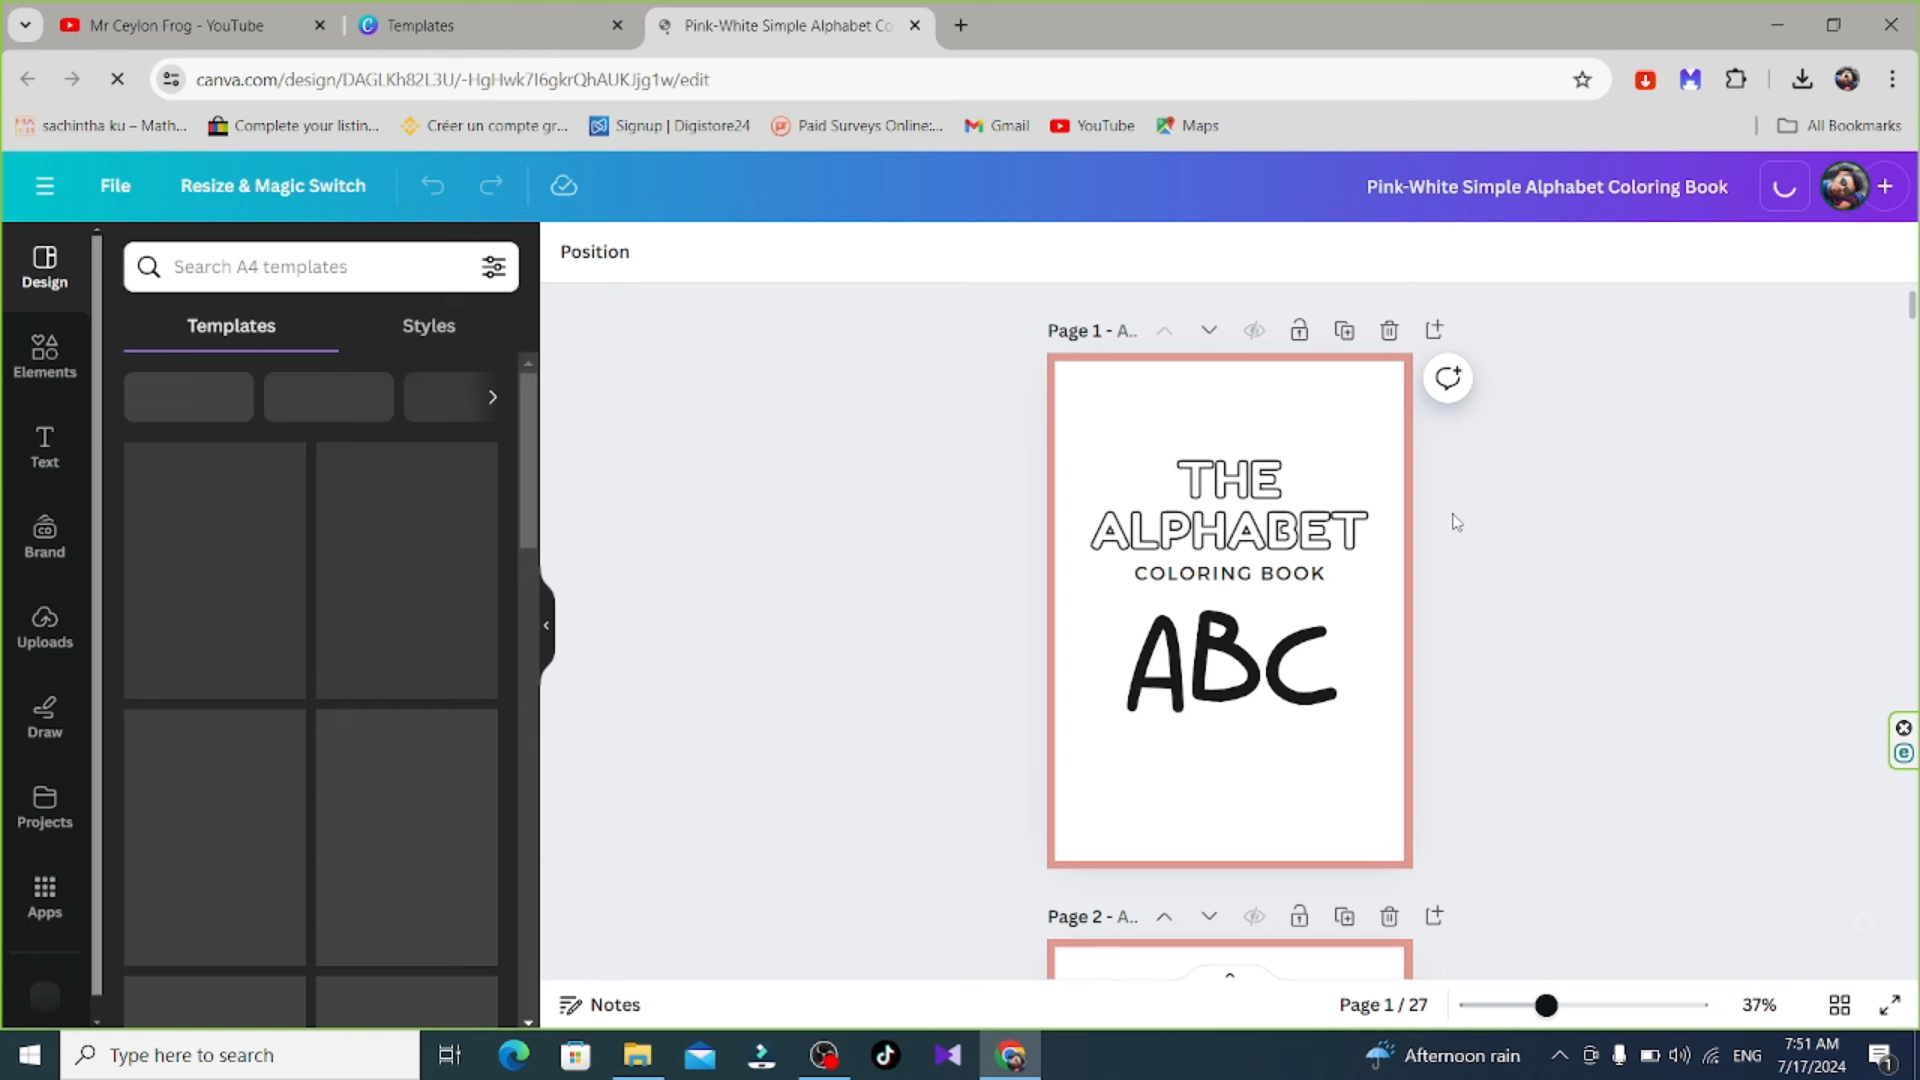 Mr Ceylon Frog - YouTube
Templates
Pink-White Simple Alphabet Co
canva.com/design/DAGLKh82L3U/-HgHwk7I6gkrQhAUKJjg1w/edit
sachintha ku – Math...
Complete your listin...
Créer un compte gr...
Signup | Digistore24
Paid Surveys Online:...
Gmail
YouTube
Maps
All Bookmarks
File
Resize & Magic Switch
Pink-White Simple Alphabet Coloring Book
Design
Elements
Text
Brand
Uploads
Draw
Projects
Apps
Search A4 templates
Templates
Styles
Position
Page 1 - A..
THE
ALPHABET
COLORING BOOK
ABC
Page 2 - A..
Notes
Page 1 / 27
37%
Type here to search
Afternoon rain
ENG
7:51 AM
7/17/2024
1